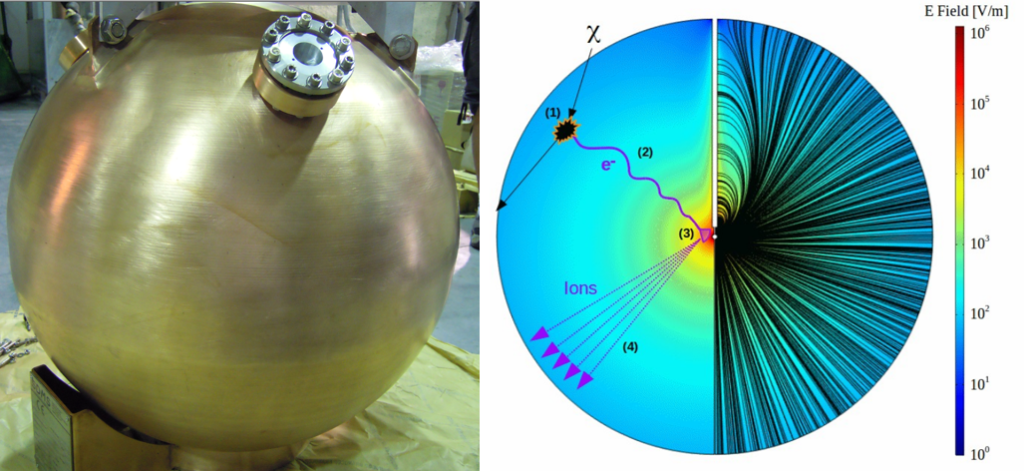 E Field [V/m]
χ
(1)
(2)
e⁻
(3)
Ions
(4)
10⁶
10⁵
10⁴
10³
10²
10¹
10⁰